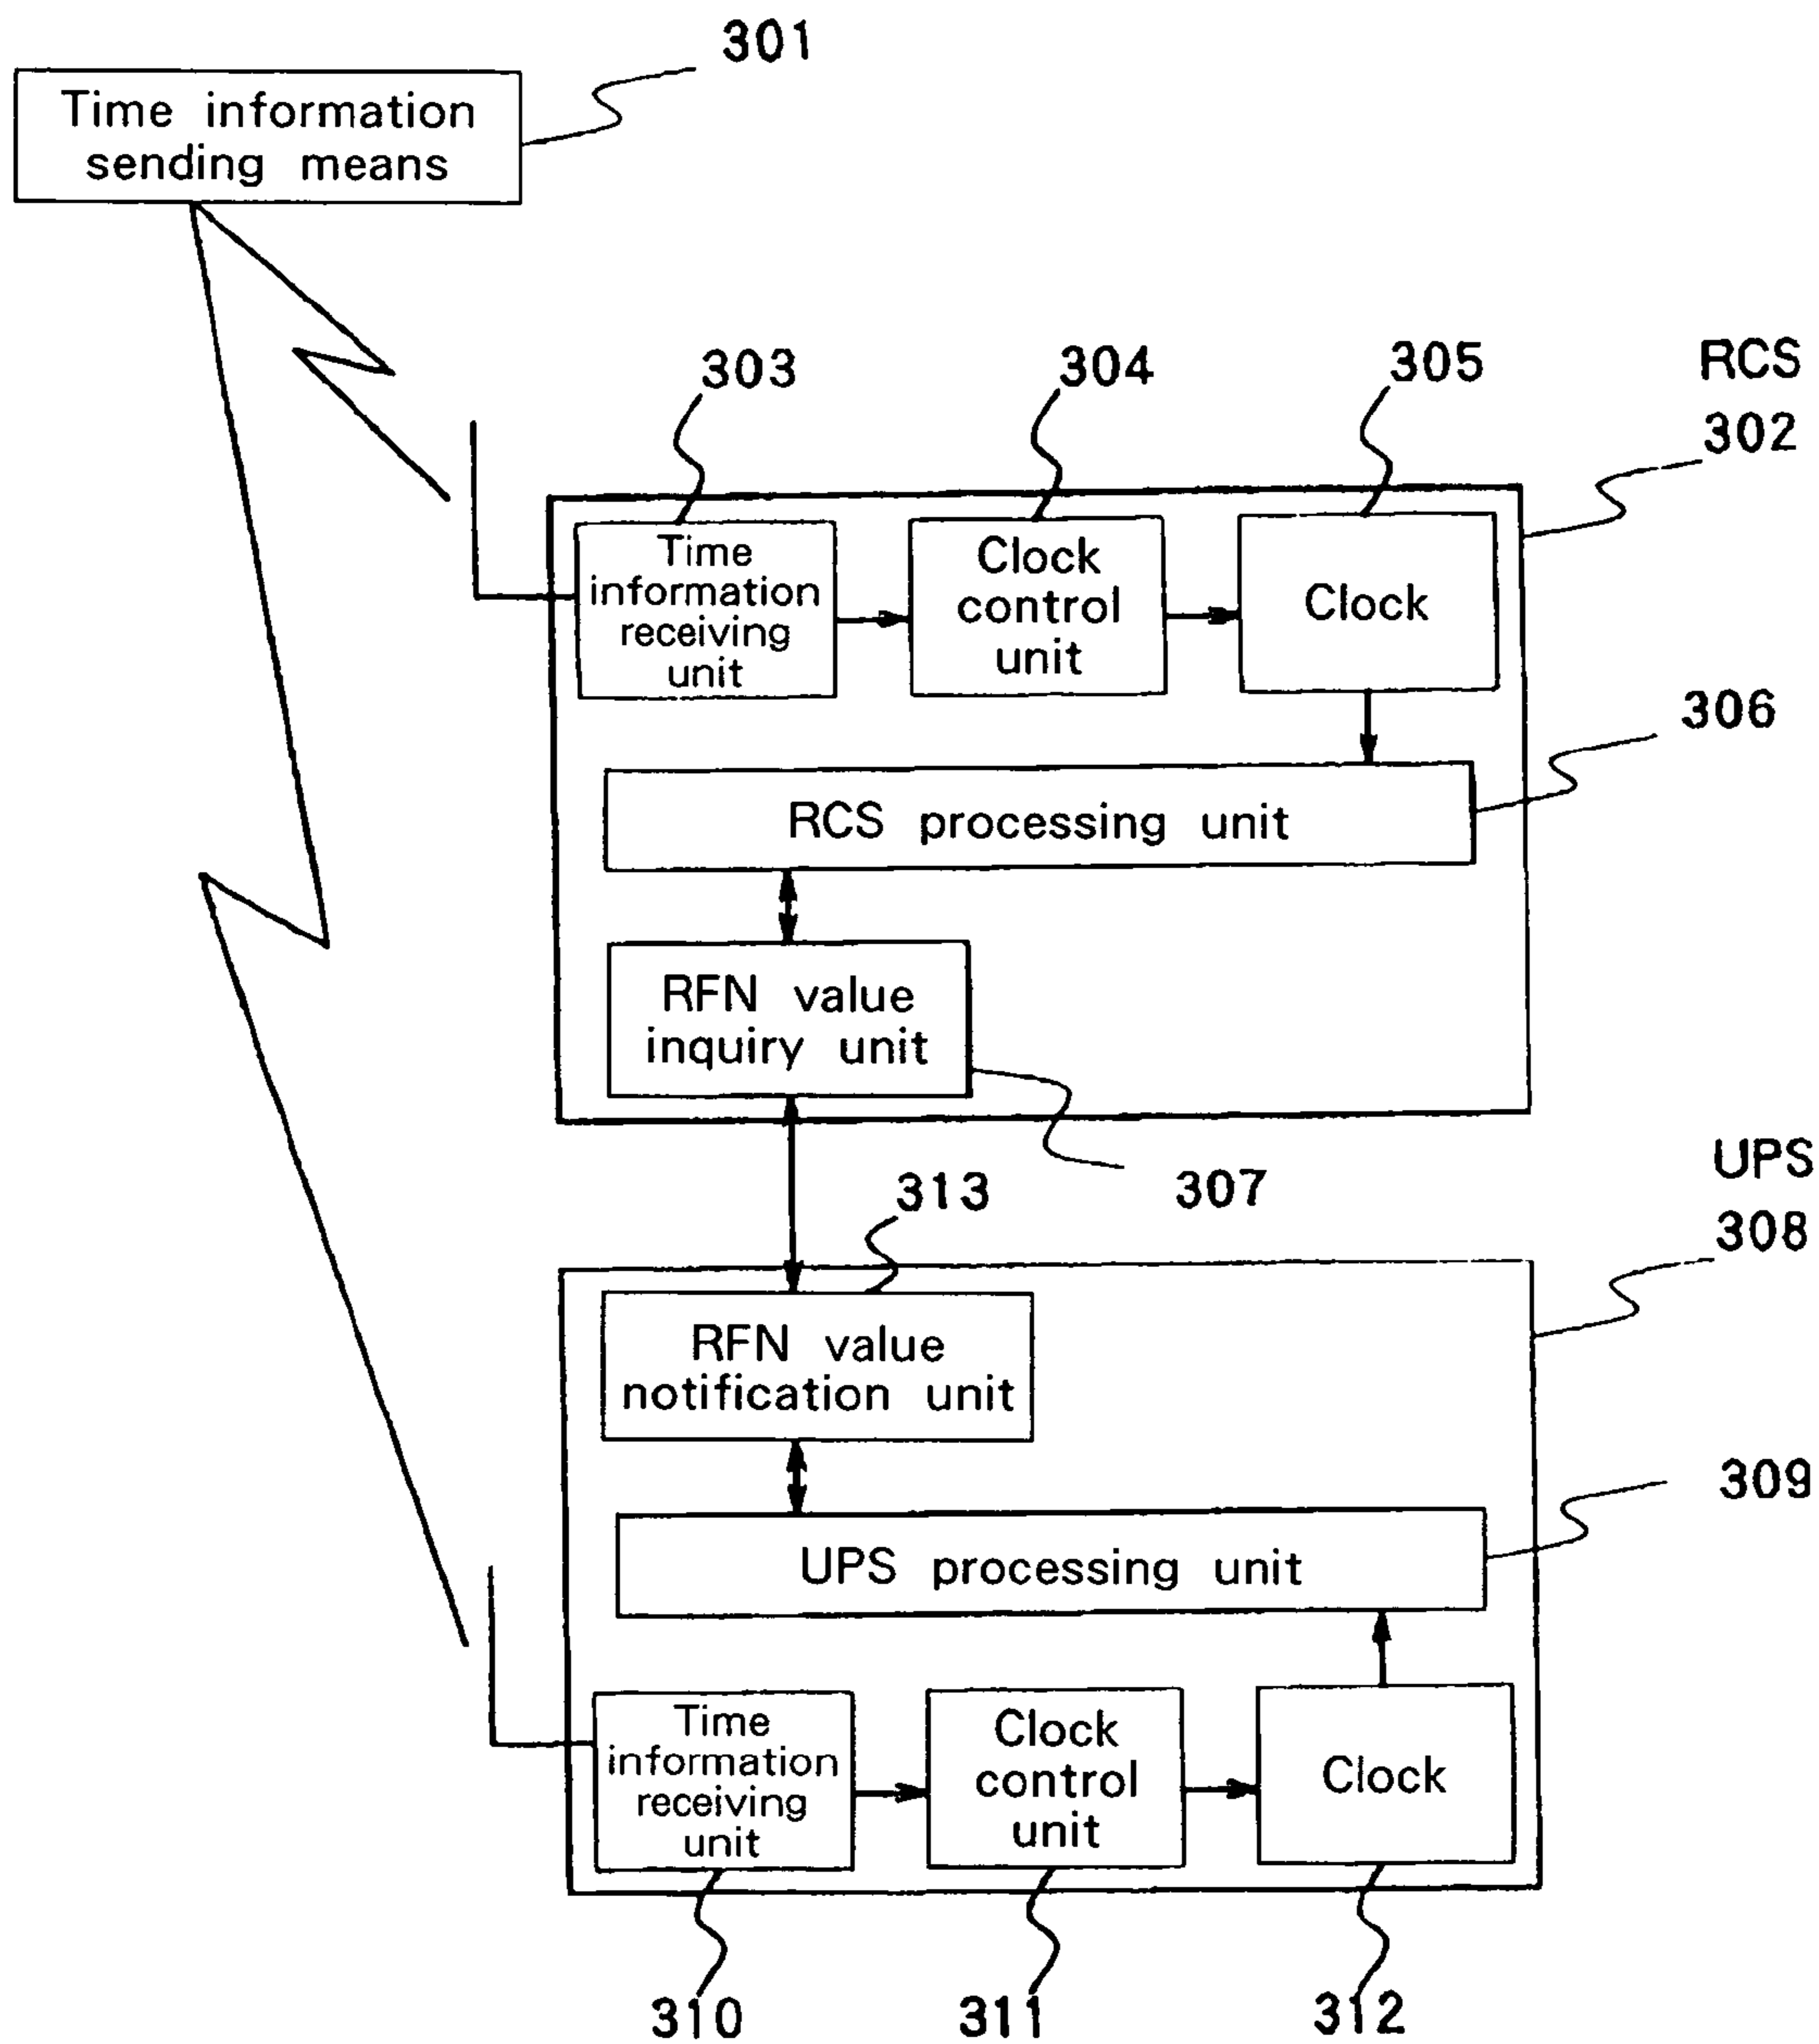 301
Time information
sending means
303
304
305
RCS
302
Time
information
receiving
unit
Clock
control
unit
Clock
306
RCS processing unit
RFN value
inquiry unit
307
UPS
308
313
RFN value
notification unit
309
UPS processing unit
Time
information
receiving
unit
Clock
control
unit
Clock
310
311
312